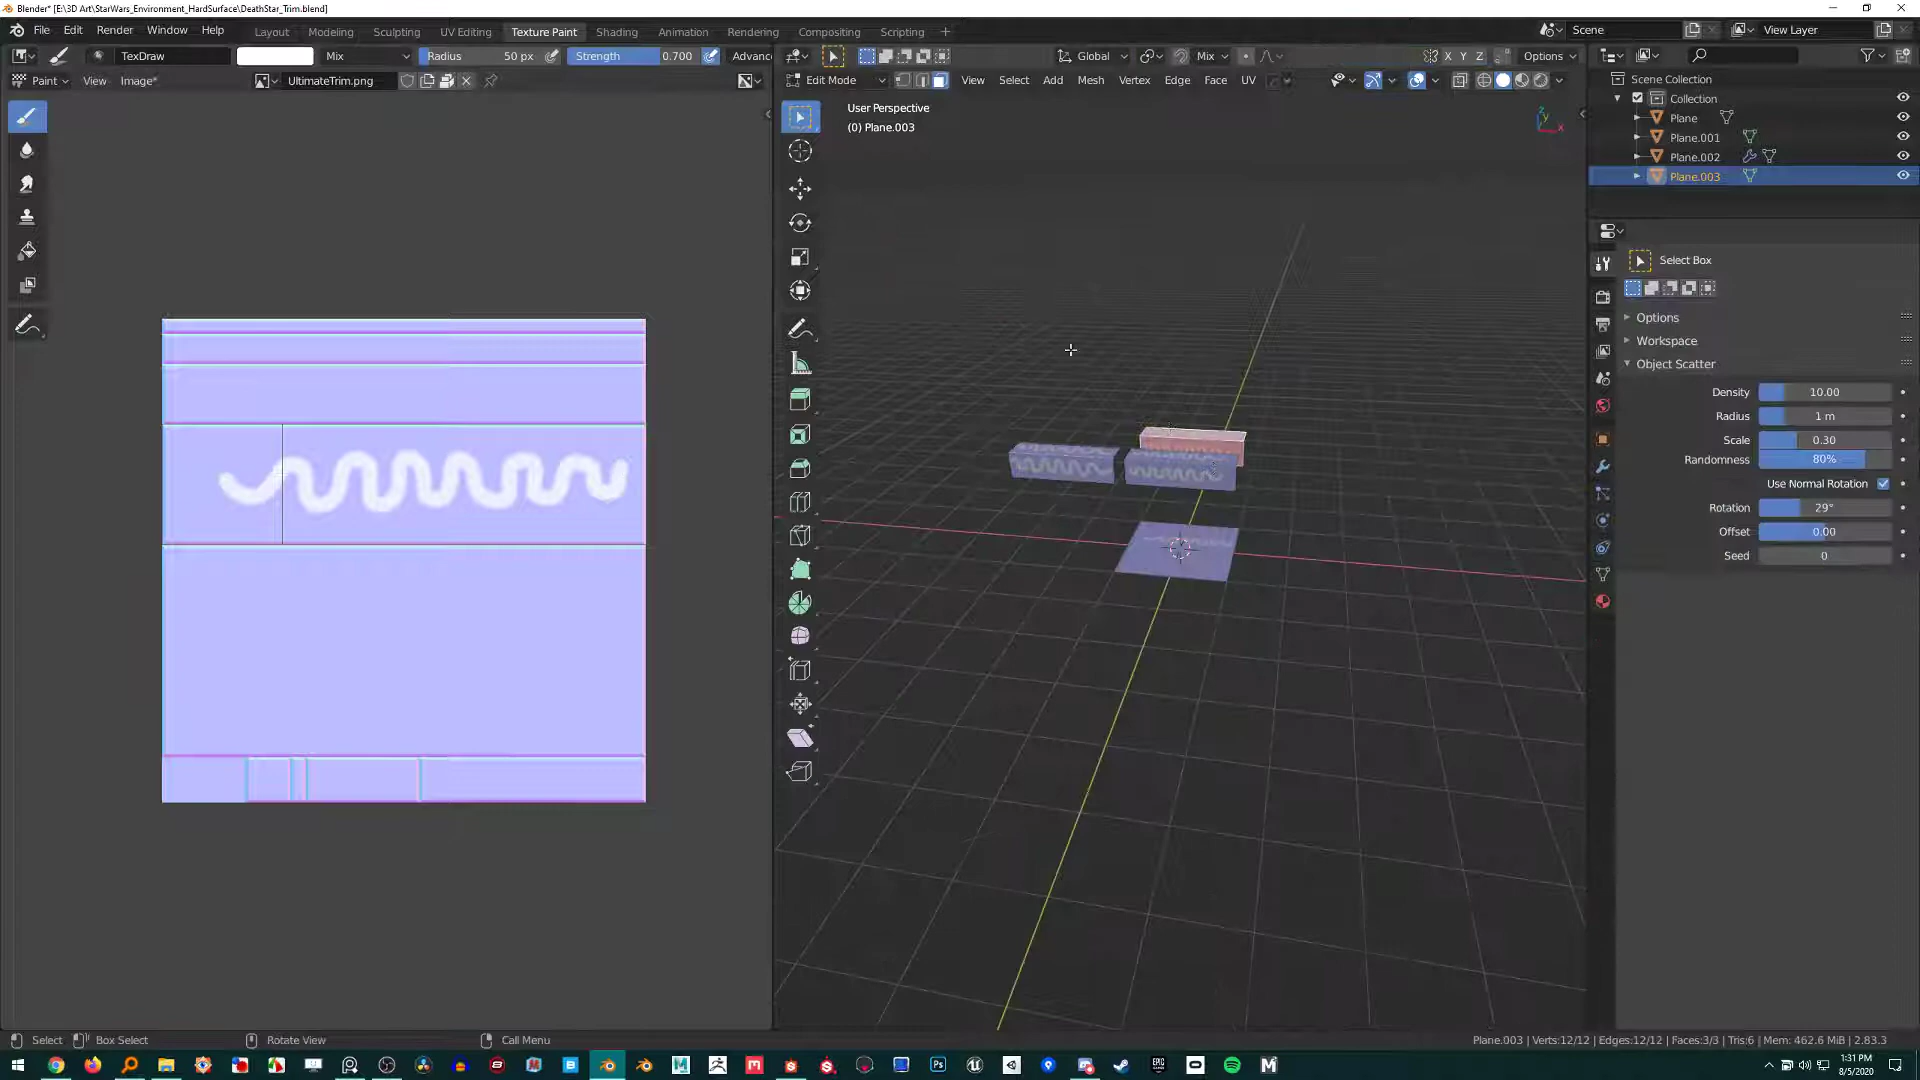 Blender* [E:\3D Art\StarWars_Environment_HardSurface\DeathStar_Trim.blend]
File Edit Render Window Help Layout Modeling Sculpting UV Editing Texture Paint Shading Animation Rendering Compositing Scripting + Scene View Layer
TexDraw Mix Radius 50 px Strength 0.700 Advanc Global Mix X Y Z Options
Paint View Image* UltimateTrim.png Edit Mode View Select Add Mesh Vertex Edge Face UV
Scene Collection
Collection
Plane
Plane.001
Plane.002
Plane.003
User Perspective
(0) Plane.003
Z
Y
X
Select Box
Options
Workspace
Object Scatter
Density 10.00
Radius 1 m
Scale 0.30
Randomness 80%
Use Normal Rotation
Rotation 29°
Offset 0.00
Seed 0
Select Box Select Rotate View Call Menu Plane.003 | Verts:12/12 | Edges:12/12 | Faces:3/3 | Tris:6 | Mem: 462.6 MiB | 2.83.3
1:31 PM
8/5/2020